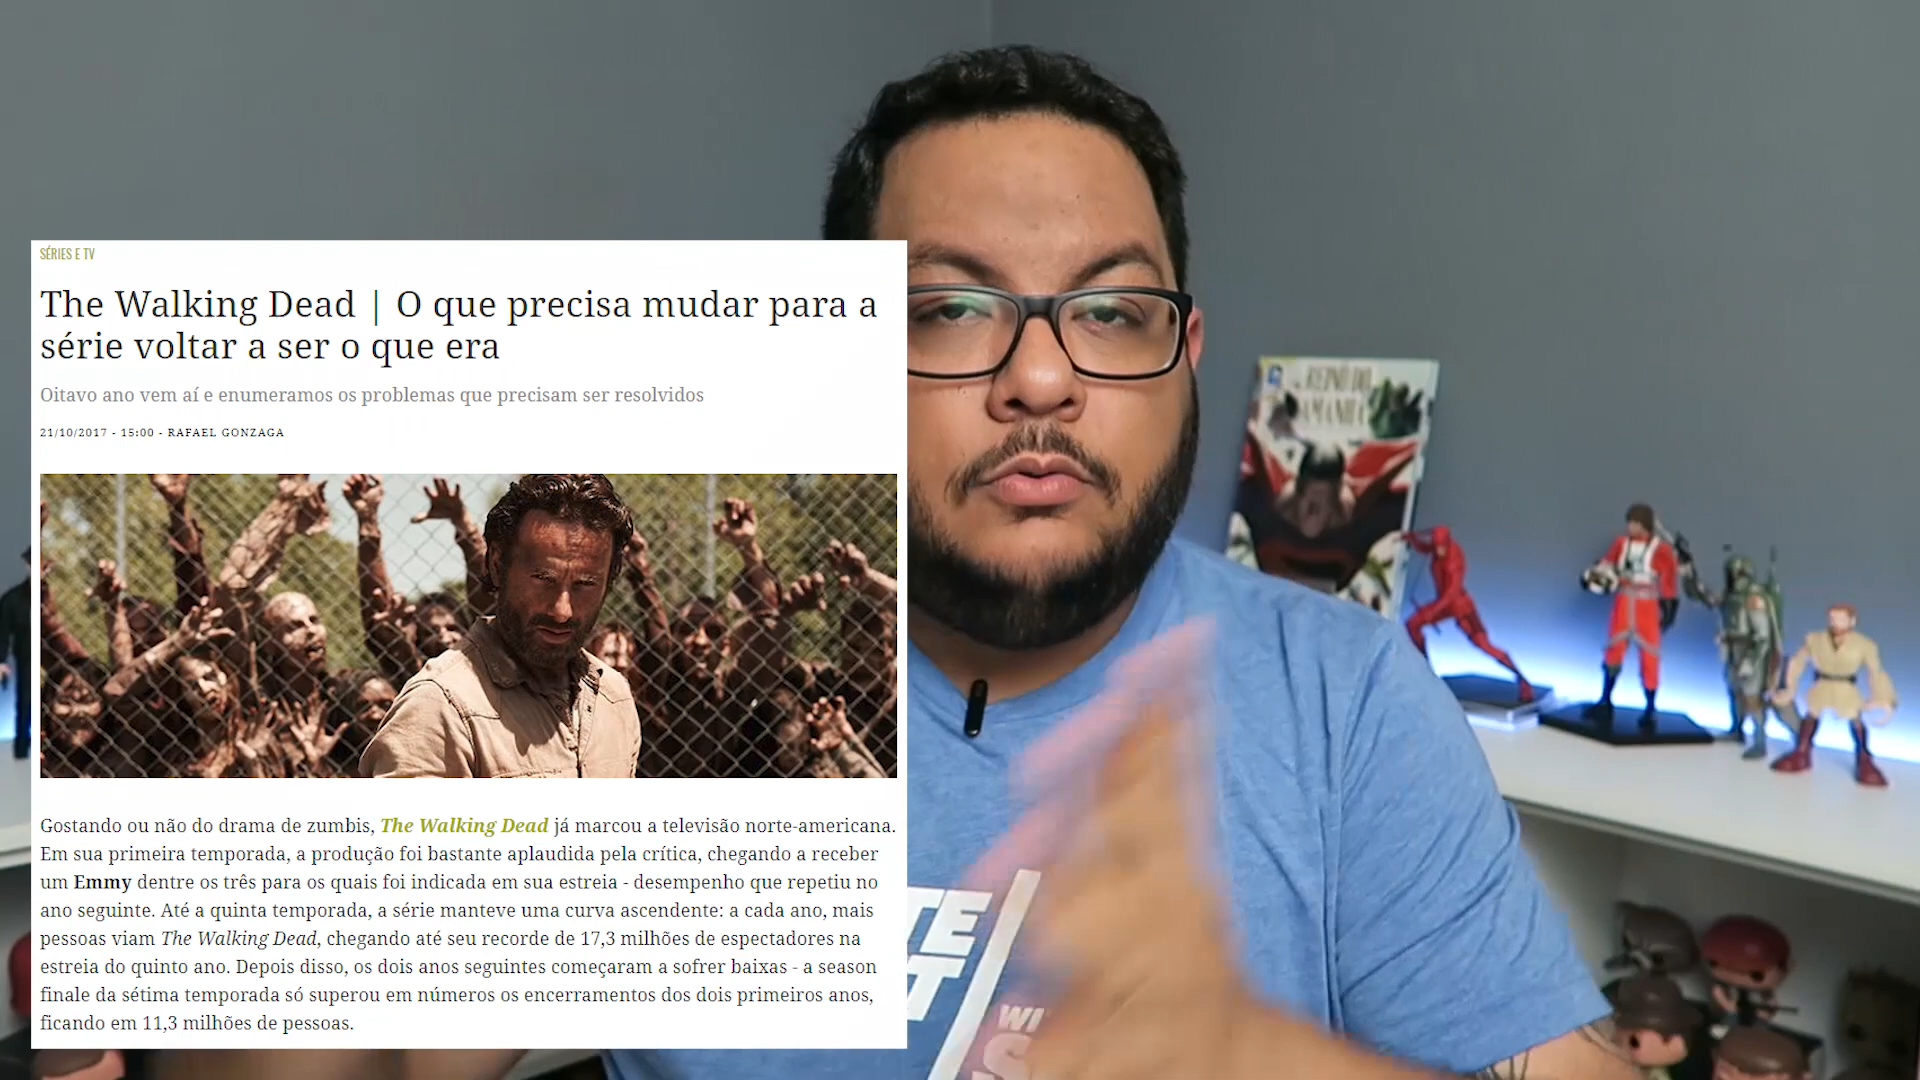 SÉRIES E TV
The Walking Dead | O que precisa mudar para a
série voltar a ser o que era
Oitavo ano vem aí e enumeramos os problemas que precisam ser resolvidos
21/10/2017 - 15:00 - RAFAEL GONZAGA
Gostando ou não do drama de zumbis, The Walking Dead já marcou a televisão norte-americana.
Em sua primeira temporada, a produção foi bastante aplaudida pela crítica, chegando a receber
um Emmy dentre os três para os quais foi indicada em sua estreia - desempenho que repetiu no
ano seguinte. Até a quinta temporada, a série manteve uma curva ascendente: a cada ano, mais
pessoas viam The Walking Dead, chegando até seu recorde de 17,3 milhões de espectadores na
estreia do quinto ano. Depois disso, os dois anos seguintes começaram a sofrer baixas - a season
finale da sétima temporada só superou em números os encerramentos dos dois primeiros anos,
ficando em 11,3 milhões de pessoas.
REINO DO
AMANHÃ